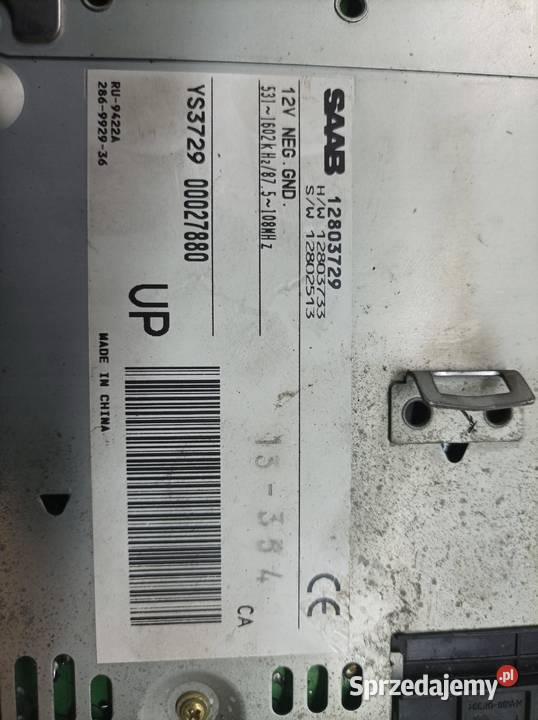 SAAB 12803729
H/W 12803733
S/W 12802513
12V NEG.GND.
531~1602kHz/87.5~108MHz
YS3729 00027880
RU-9422A
286-9929-36
UP
MADE IN CHINA
13-334
CE
CA
Sprzedajemy.pl